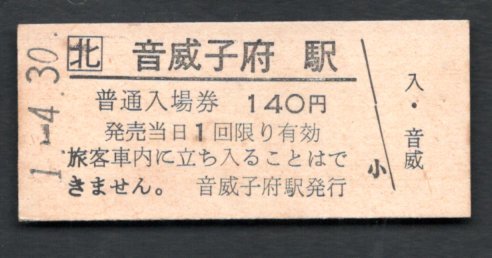 1.-4.30
北 音威子府 駅
普通入場券 140円
発売当日1回限り有効
旅客車内に立ち入ることはで
きません。 音威子府駅発行
小
入・音威